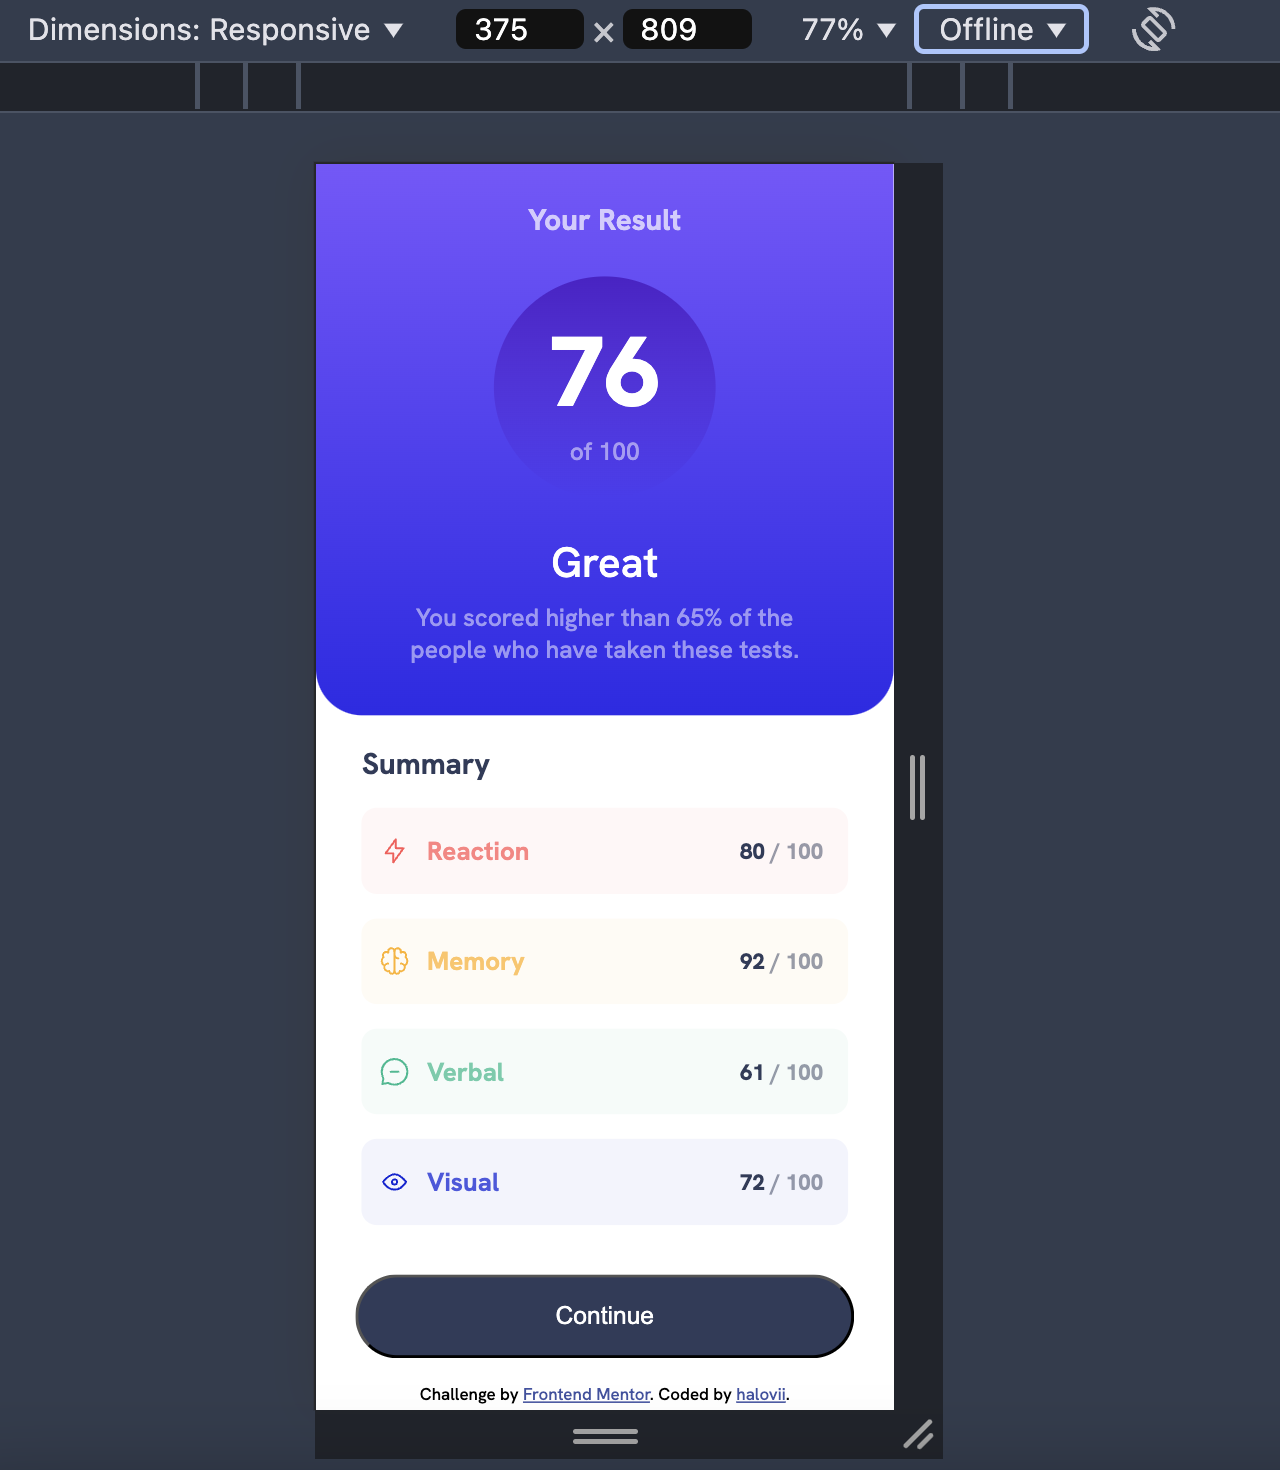 Dimensions: Responsive ▼ 375 × 809 77% ▼ Offline ▼
Your Result
76
of 100
Great
You scored higher than 65% of the
people who have taken these tests.
Summary
Reaction 80 / 100
Memory 92 / 100
Verbal 61 / 100
Visual 72 / 100
Continue
Challenge by Frontend Mentor. Coded by halovii.